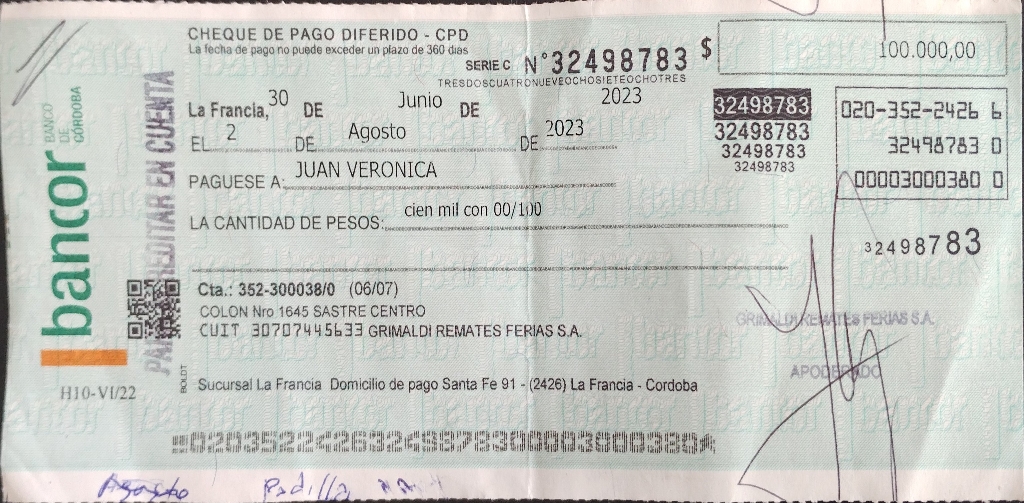 CHEQUE DE PAGO DIFERIDO - CPD
La fecha de pago no puede exceder un plazo de 360 días
SERIE C N°32498783 $ 100.000,00
TRESDOSCUATRONUEVEOCHOSIETEOCHOTRES
La Francia, 30 DE Junio DE 2023
EL 2 DE Agosto DE 2023
PAGUESE A: JUAN VERONICA
LA CANTIDAD DE PESOS: cien mil con 00/100
32498783
32498783
32498783
32498783
020-352-2426 6
32498783 0
00003000380 0
32498783
Cta.: 352-300038/0 (06/07)
COLON Nro 1645 SASTRE CENTRO
CUIT 30707445633 GRIMALDI REMATES FERIAS S.A.
GRIMALDI REMATES FERIAS S.A.
APODERADO
Sucursal La Francia Domicilio de pago Santa Fe 91 - (2426) La Francia - Cordoba
BOLDT
bancor
BANCO
DE
CÓRDOBA
PARA ACREDITAR EN CUENTA
H10-VI/22
02035224263249878300003000380
Agosto Padilla